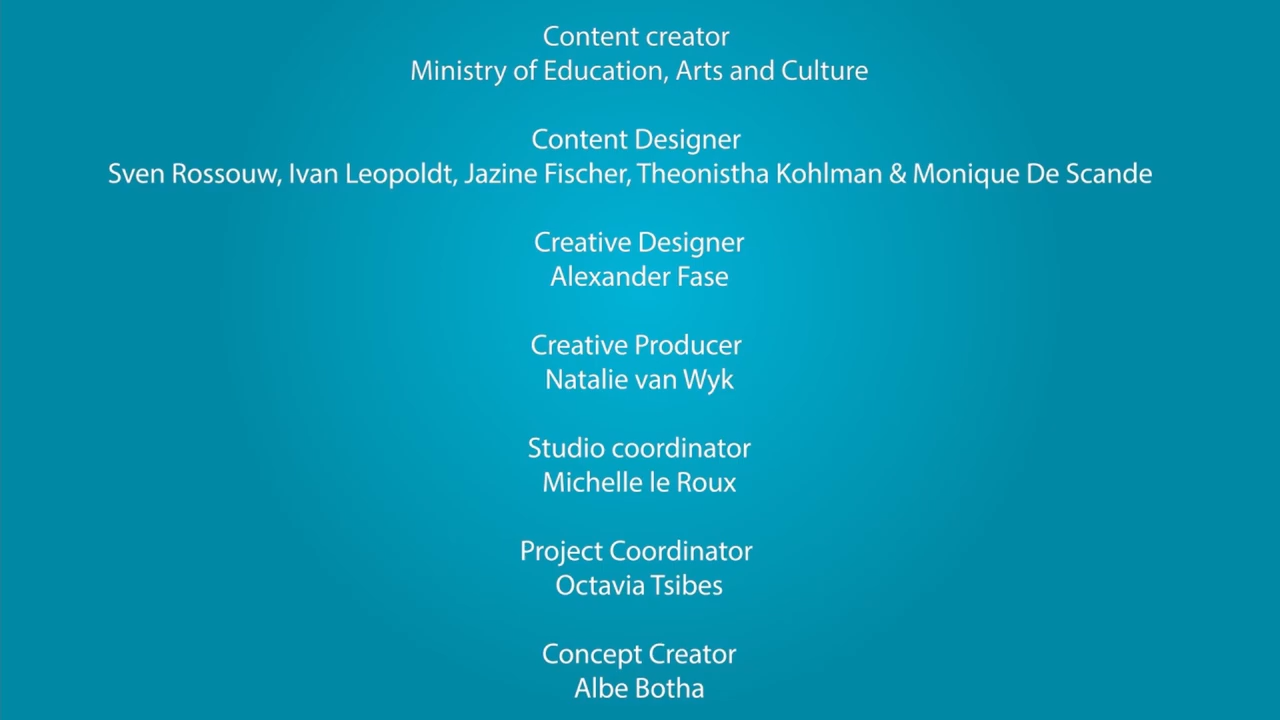 Content creator
Ministry of Education, Arts and Culture
Content Designer
Sven Rossouw, Ivan Leopoldt, Jazine Fischer, Theonistha Kohlman & Monique De Scande
Creative Designer
Alexander Fase
Creative Producer
Natalie van Wyk
Studio coordinator
Michelle le Roux
Project Coordinator
Octavia Tsibes
Concept Creator
Albe Botha